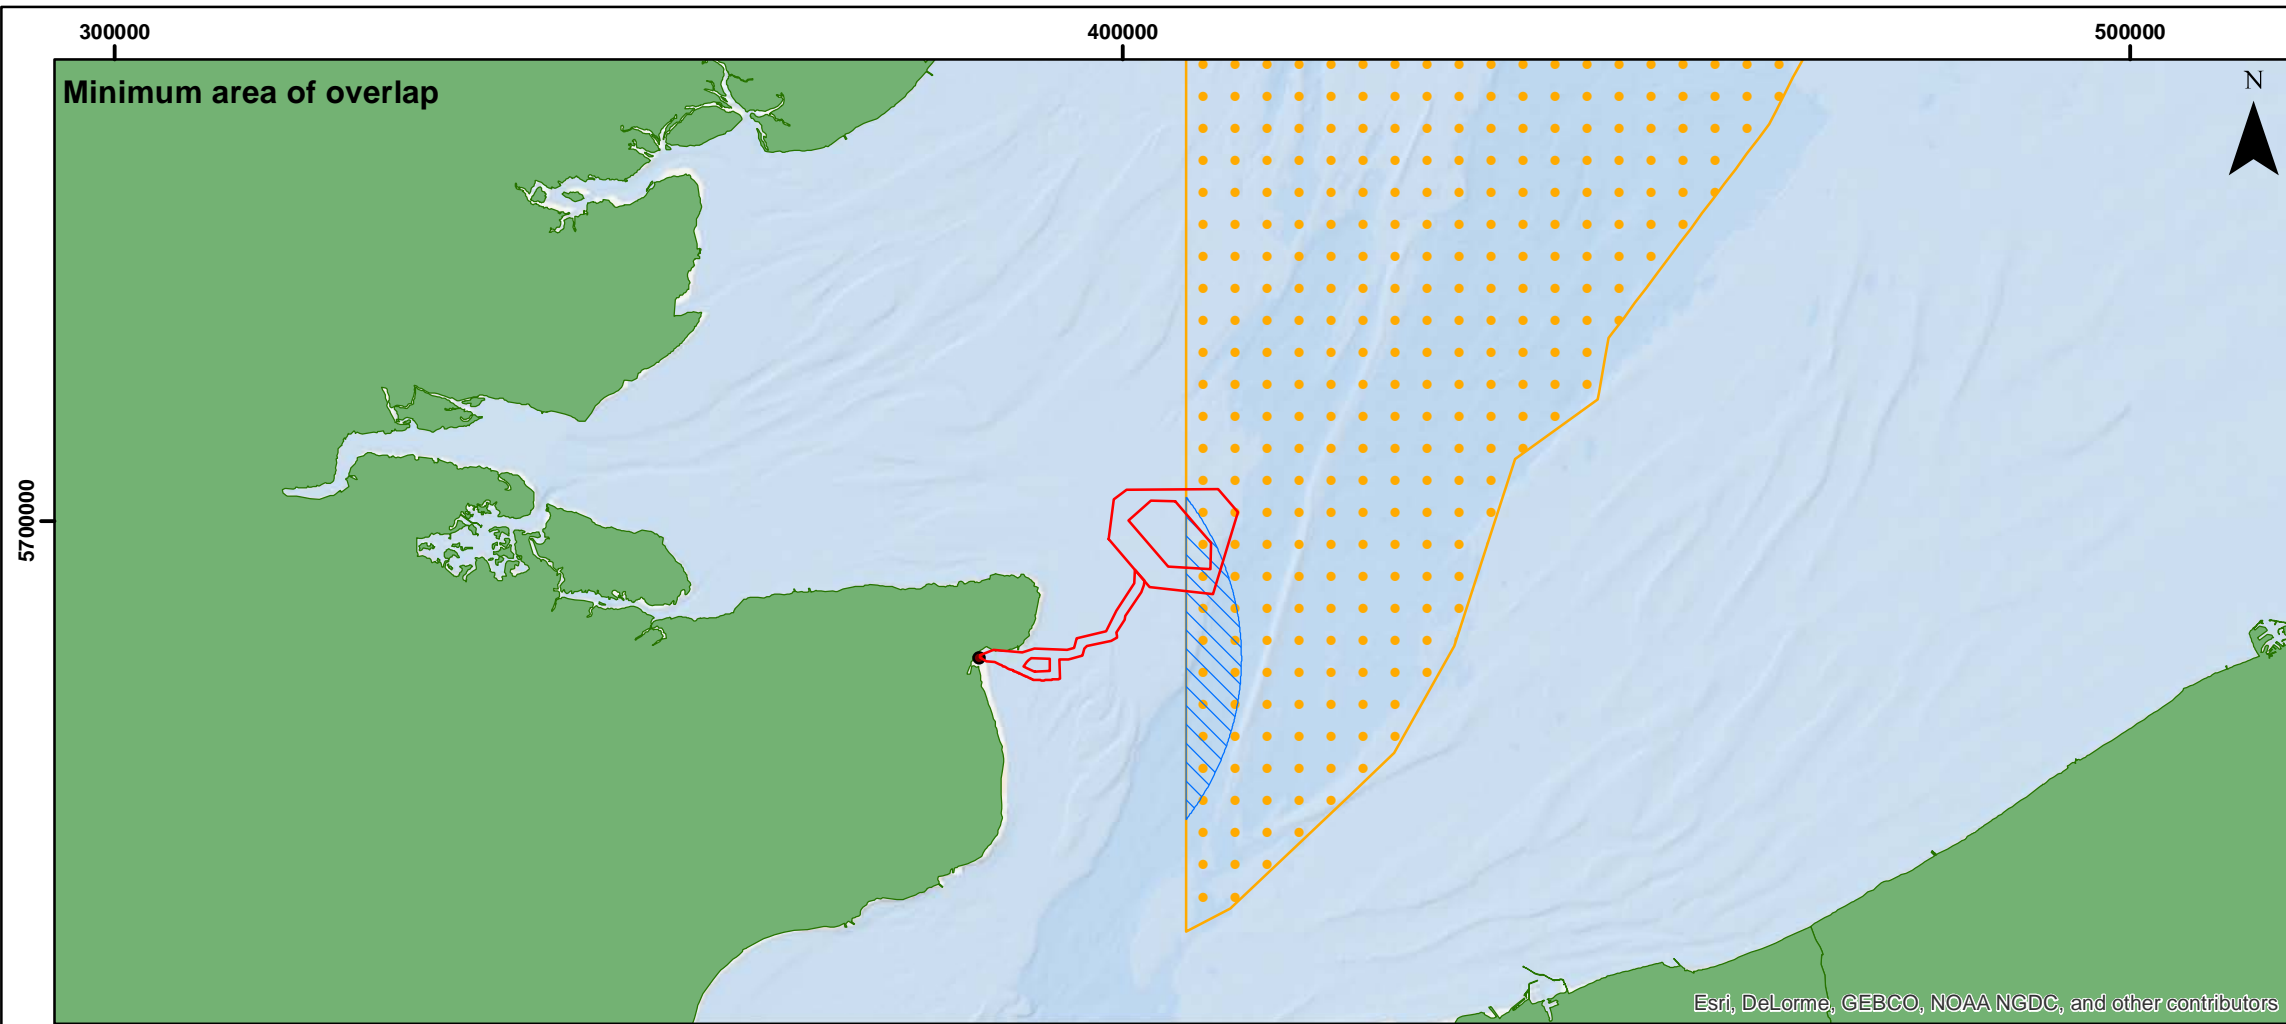 300000
400000
500000
Minimum area of overlap
N
5700000
Esri, DeLorme, GEBCO, NOAA NGDC, and other contributors